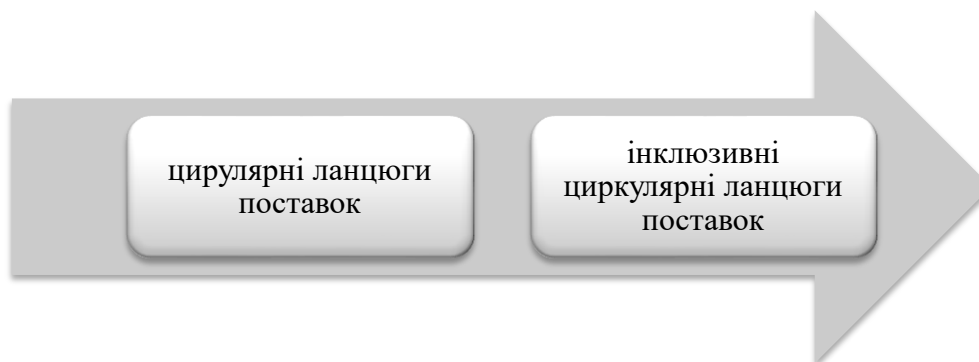 цирулярні ланцюги
поставок
інклюзивні
циркулярні ланцюги
поставок